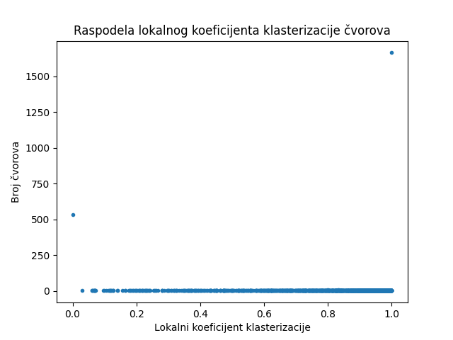 Raspodela lokalnog koeficijenta klasterizacije čvorova
1500
1250
1000
750
500
250
0
Broj čvorova
0.0 0.2 0.4 0.6 0.8 1.0
Lokalni koeficijent klasterizacije